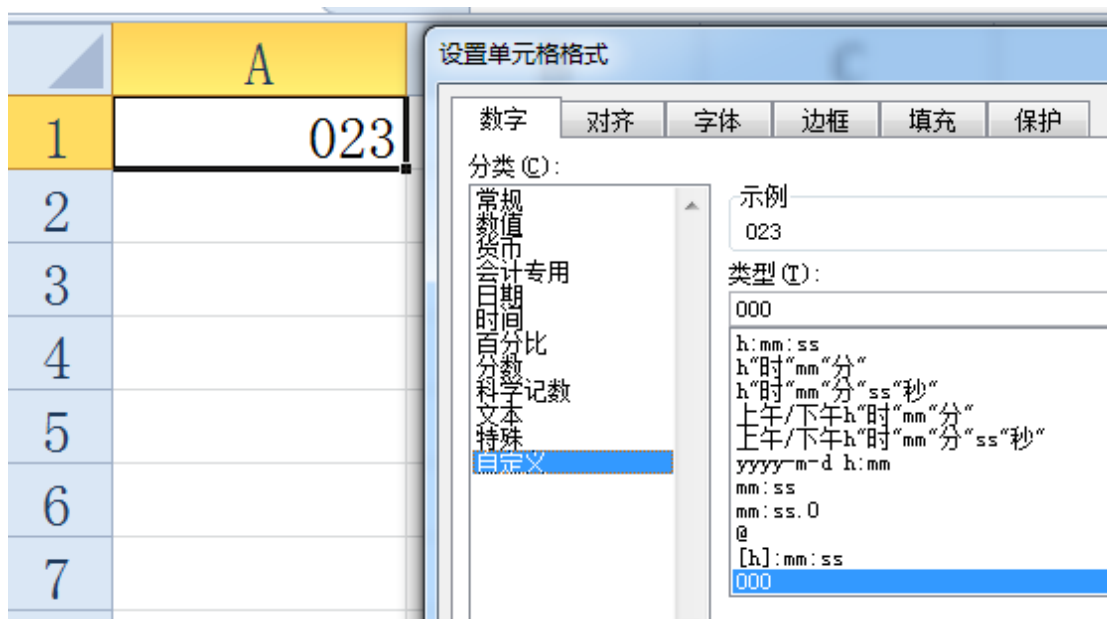 A
1
023
2
3
4
5
6
7
设置单元格格式
数字
对齐
字体
边框
填充
保护
分类(C):
常规
数值
货币
会计专用
日期
时间
百分比
分数
科学记数
文本
特殊
自定义
示例
023
类型(T):
000
h:mm:ss
h"时"mm"分"
h"时"mm"分"ss"秒"
上午/下午h"时"mm"分"
上午/下午h"时"mm"分"ss"秒"
yyyy-m-d h:mm
mm:ss
mm:ss.0
@
[h]:mm:ss
000